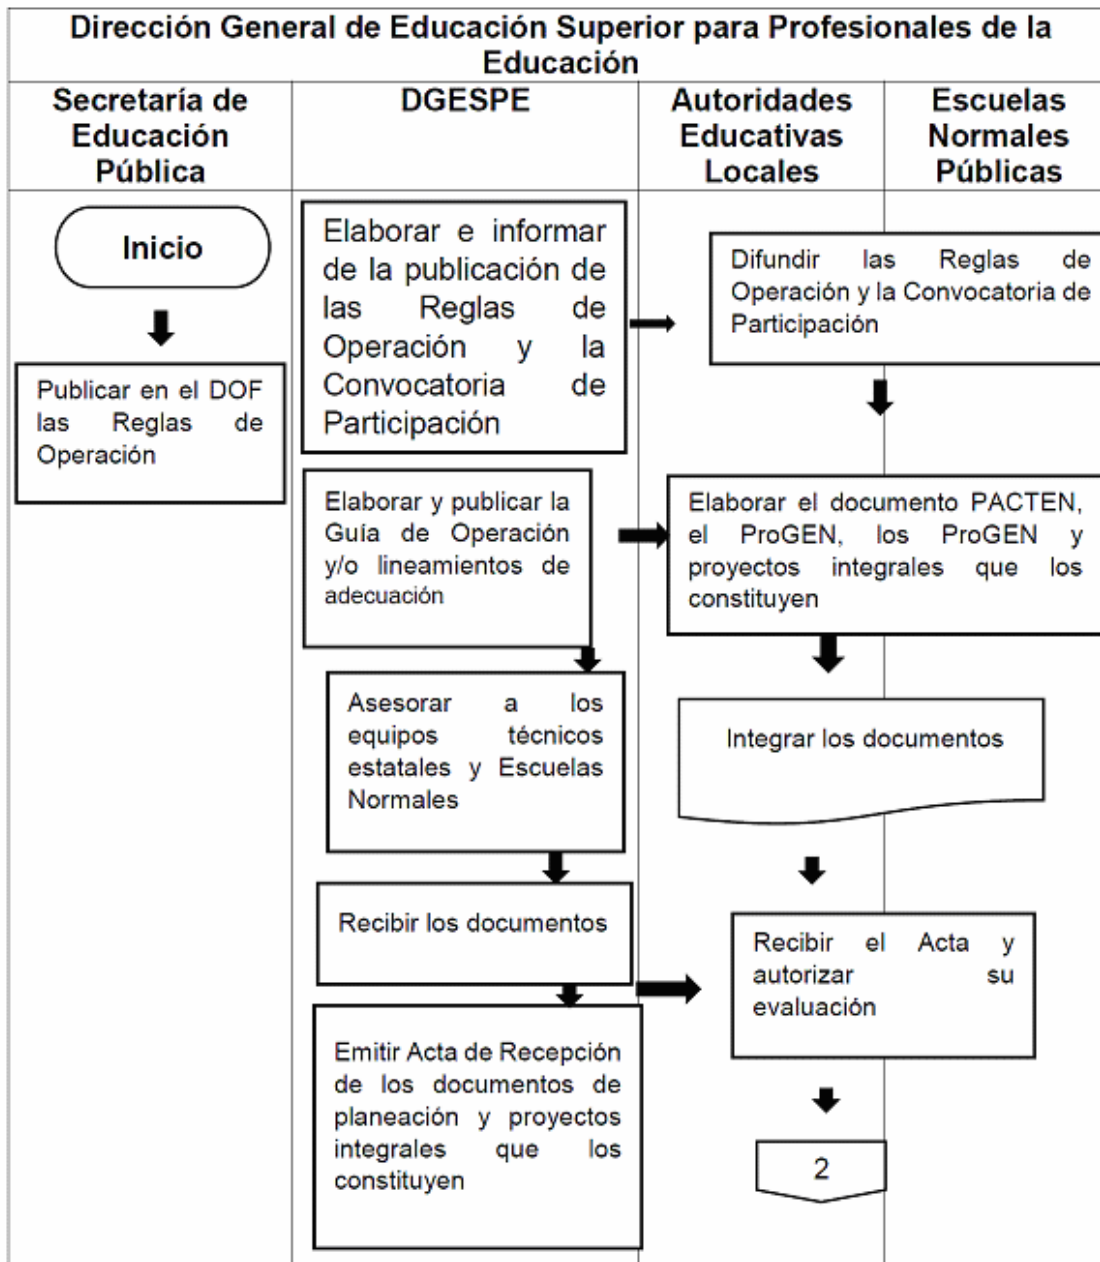 Dirección General de Educación Superior para Profesionales de la
Educación
Secretaría de
Educación
Pública
DGESPE
Autoridades
Educativas
Locales
Escuelas
Normales
Públicas
Inicio
Publicar en el DOF
las Reglas de
Operación
Elaborar e informar
de la publicación de
las Reglas de
Operación y la
Convocatoria de
Participación
Difundir las Reglas de
Operación y la Convocatoria de
Participación
Elaborar y publicar la
Guía de Operación
y/o lineamientos de
adecuación
Elaborar el documento PACTEN,
el ProGEN, los ProGEN y
proyectos integrales que los
constituyen
Asesorar a los
equipos técnicos
estatales y Escuelas
Normales
Integrar los documentos
Recibir los documentos
Recibir el Acta y
autorizar su
evaluación
Emitir Acta de Recepción
de los documentos de
planeación y proyectos
integrales que los
constituyen
2